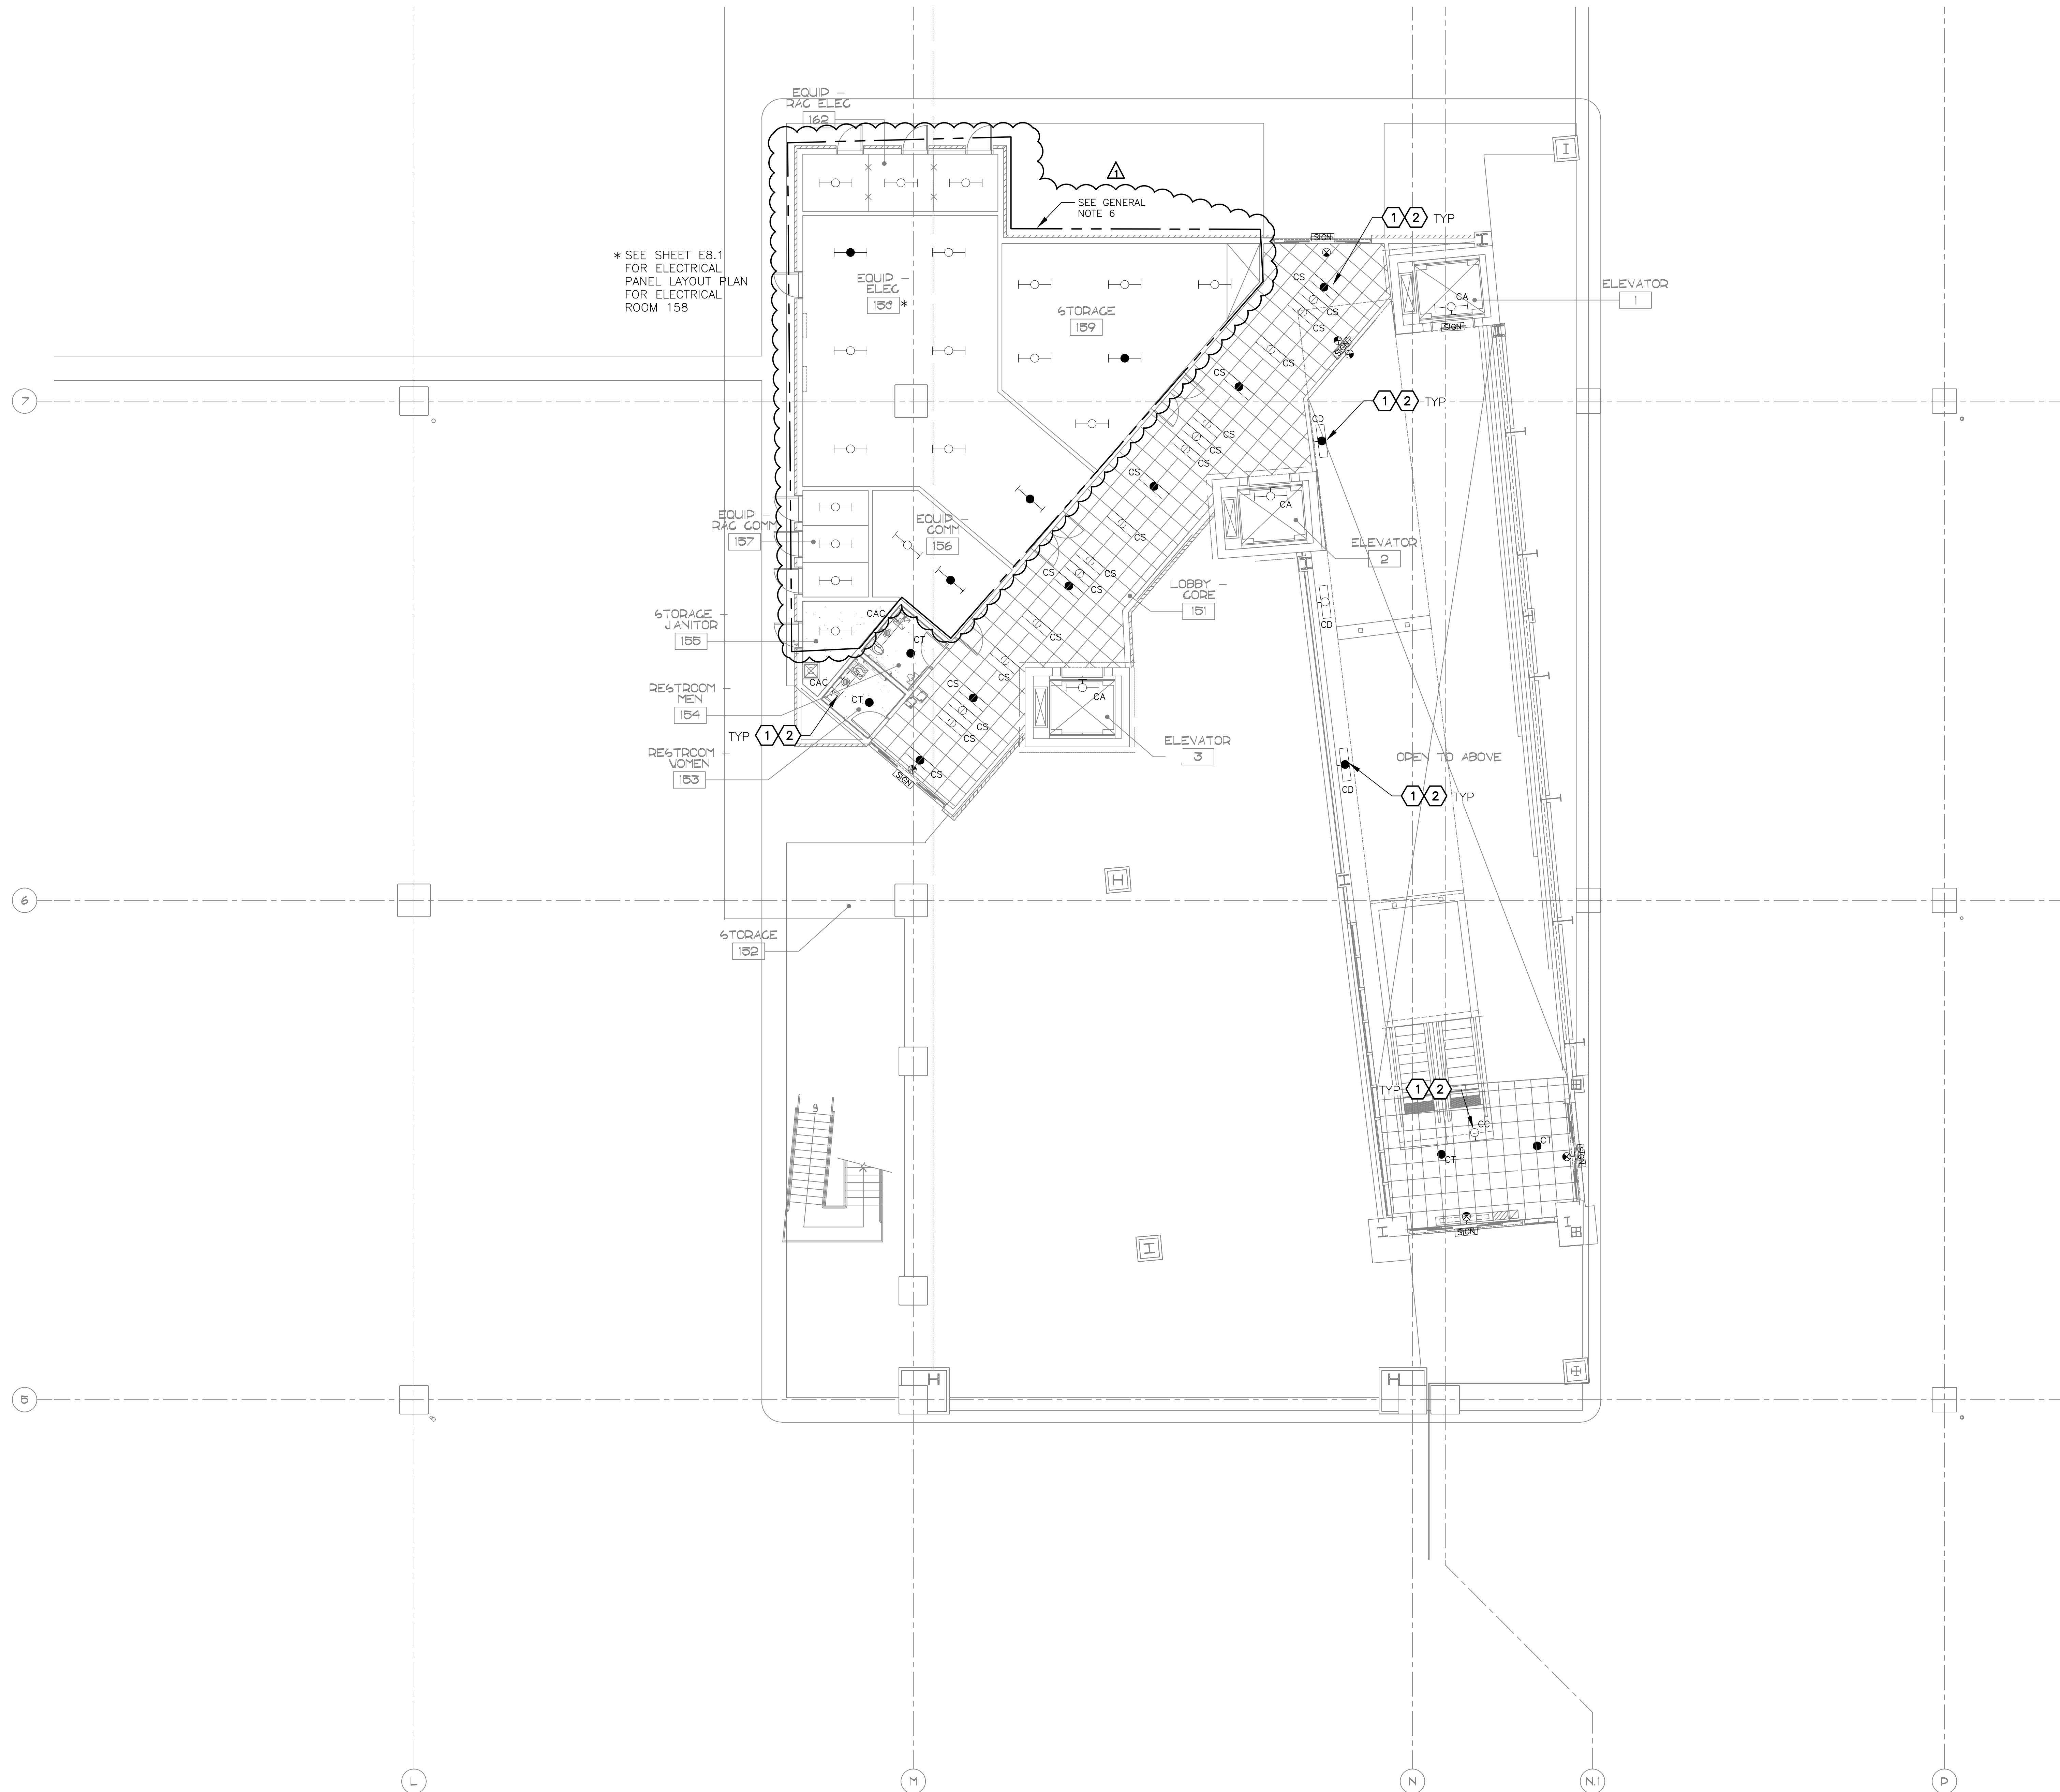 EQUIP -
RAC ELEC
162
1
SEE GENERAL
NOTE 6
1 2 TYP
SIGN
* SEE SHEET E8.1
FOR ELECTRICAL
PANEL LAYOUT PLAN
FOR ELECTRICAL
ROOM 158
EQUIP -
ELEC
158 *
STORAGE
159
CS
CS
CS
CA
SIGN
SIGN
ELEVATOR
1
CS
CS
7
1 2 TYP
CD
CS
CS
CS
CS
CA
EQUIP -
RAC COMM
157
EQUIP -
COMM
156
CS
ELEVATOR
2
CS
CS
LOBBY -
CORE
151
CD
STORAGE -
JANITOR
155
CAC
CT
CS
CS
CAC
CT
CS
CA
RESTROOM -
MEN
154
TYP 1 2
CS
CS
ELEVATOR
3
RESTROOM -
WOMEN
153
SIGN
CS
OPEN TO ABOVE
CD
1 2 TYP
H
6
STORAGE
152
TYP 1 2
CC
CT
CT
SIGN
9
I
SIGN
I
I
H
H
5
L
M
N
N.1
P